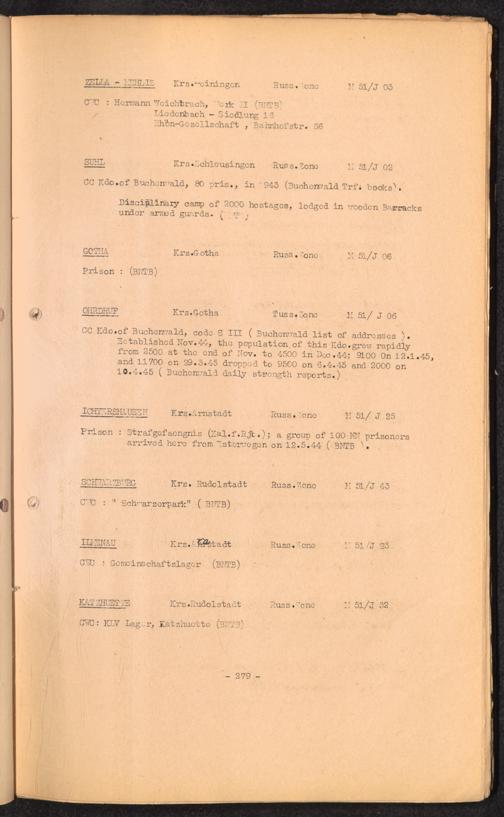 ZELLA - MEHLIS Krs.Meiningen Russ.Zone M 51/J 03
CWC : Hermann Weichbrach, Werk II (BNTB)
Liedenbach - Siedlung 16
Rhön-Gesellschaft , Bahnhofstr. 56
SUHL Krs.Schleusingen Russ.Zone M 51/J 02
CC Kdo.of Buchenwald, 80 pris., in 1943 (Buchenwald Trf. books).
Disciplinary camp of 2000 hostages, lodged in wooden Barracks
under armed guards.
GOTHA Krs.Gotha Russ.Zone M 51/J 06
Prison : (BNTB)
OHRDRUF Krs.Gotha Tuss.Zone M 51/ J 06
CC Kdo.of Buchenwald, code S III ( Buchenwald list of addresses ).
Established Nov.44, the population of this Kdo.grew rapidly
from 2500 at the end of Nov. to 4500 in Dec.44; 9100 On 12.1.45,
and 11700 on 29.3.45 dropped to 9500 on 6.4.45 and 2000 on
10.4.45 ( Buchenwald daily strength reports.)
ICHTERSHAUSEN Krs.Arnstadt Russ.Zone M 51/ J 25
Prison : Strafgefaengnis (Kal.f.Rjt.); a group of 100 NN prisoners
arrived here from Esterwegen on 12.5.44 ( BNTB ).
SCHWARZBURG Krs. Rudolstadt Russ.Zone M 51/J 43
CWC : " Schwarzerpark" ( BNTB)
ILMENAU Krs.Arnstadt Russ.Zone M 51/J 23
CWC : Gemeinschaftslager (BNTB)
KATZHUETTE Krs.Rudolstadt Russ.Zone M 51/J 32
CWC: KLV Lager, Katzhuette (BNTB)
- 279 -